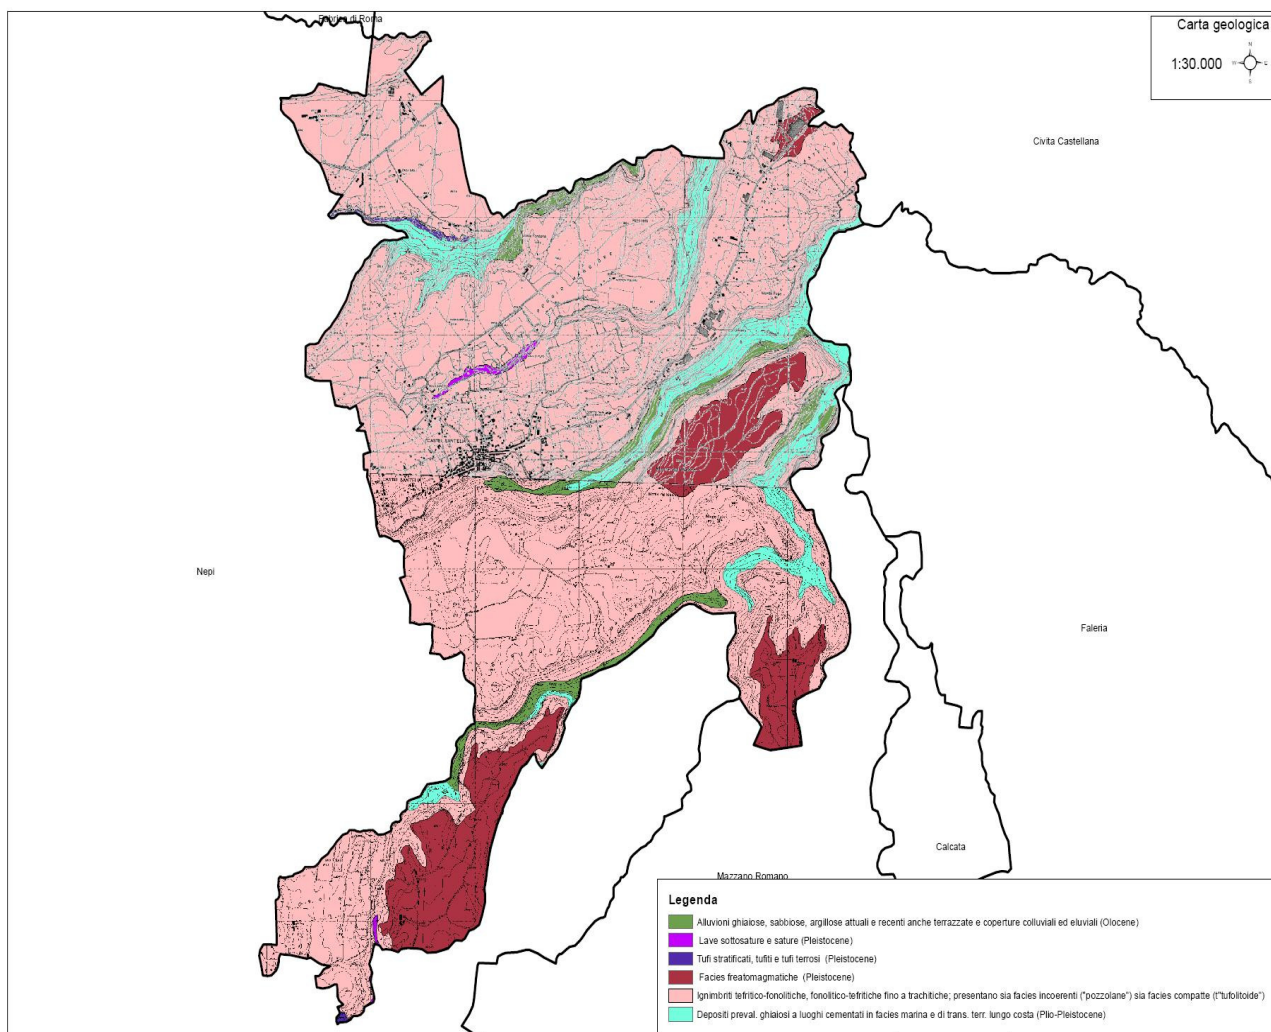 Fabrica di Roma
Carta geologica
1:30.000
N
W
E
S
Civita Castellana
CASTEL SANT'ELIA
Nepi
Faleria
Calcata
Mazzano Romano
Legenda
Alluvioni ghiaiose, sabbiose, argillose attuali e recenti anche terrazzate e coperture colluviali ed eluviali (Olocene)
Lave sottosature e sature (Pleistocene)
Tufi stratificati, tufiti e tufi terrosi (Pleistocene)
Facies freatomagmatiche (Pleistocene)
Ignimbriti tefritico-fonolitiche, fonolitico-tefritiche fino a trachitiche; presentano sia facies incoerenti ("pozzolane") sia facies compatte (t"tufolitoide")
Depositi preval. ghiaiosi a luoghi cementati in facies marina e di trans. terr. lungo costa (Plio-Pleistocene)